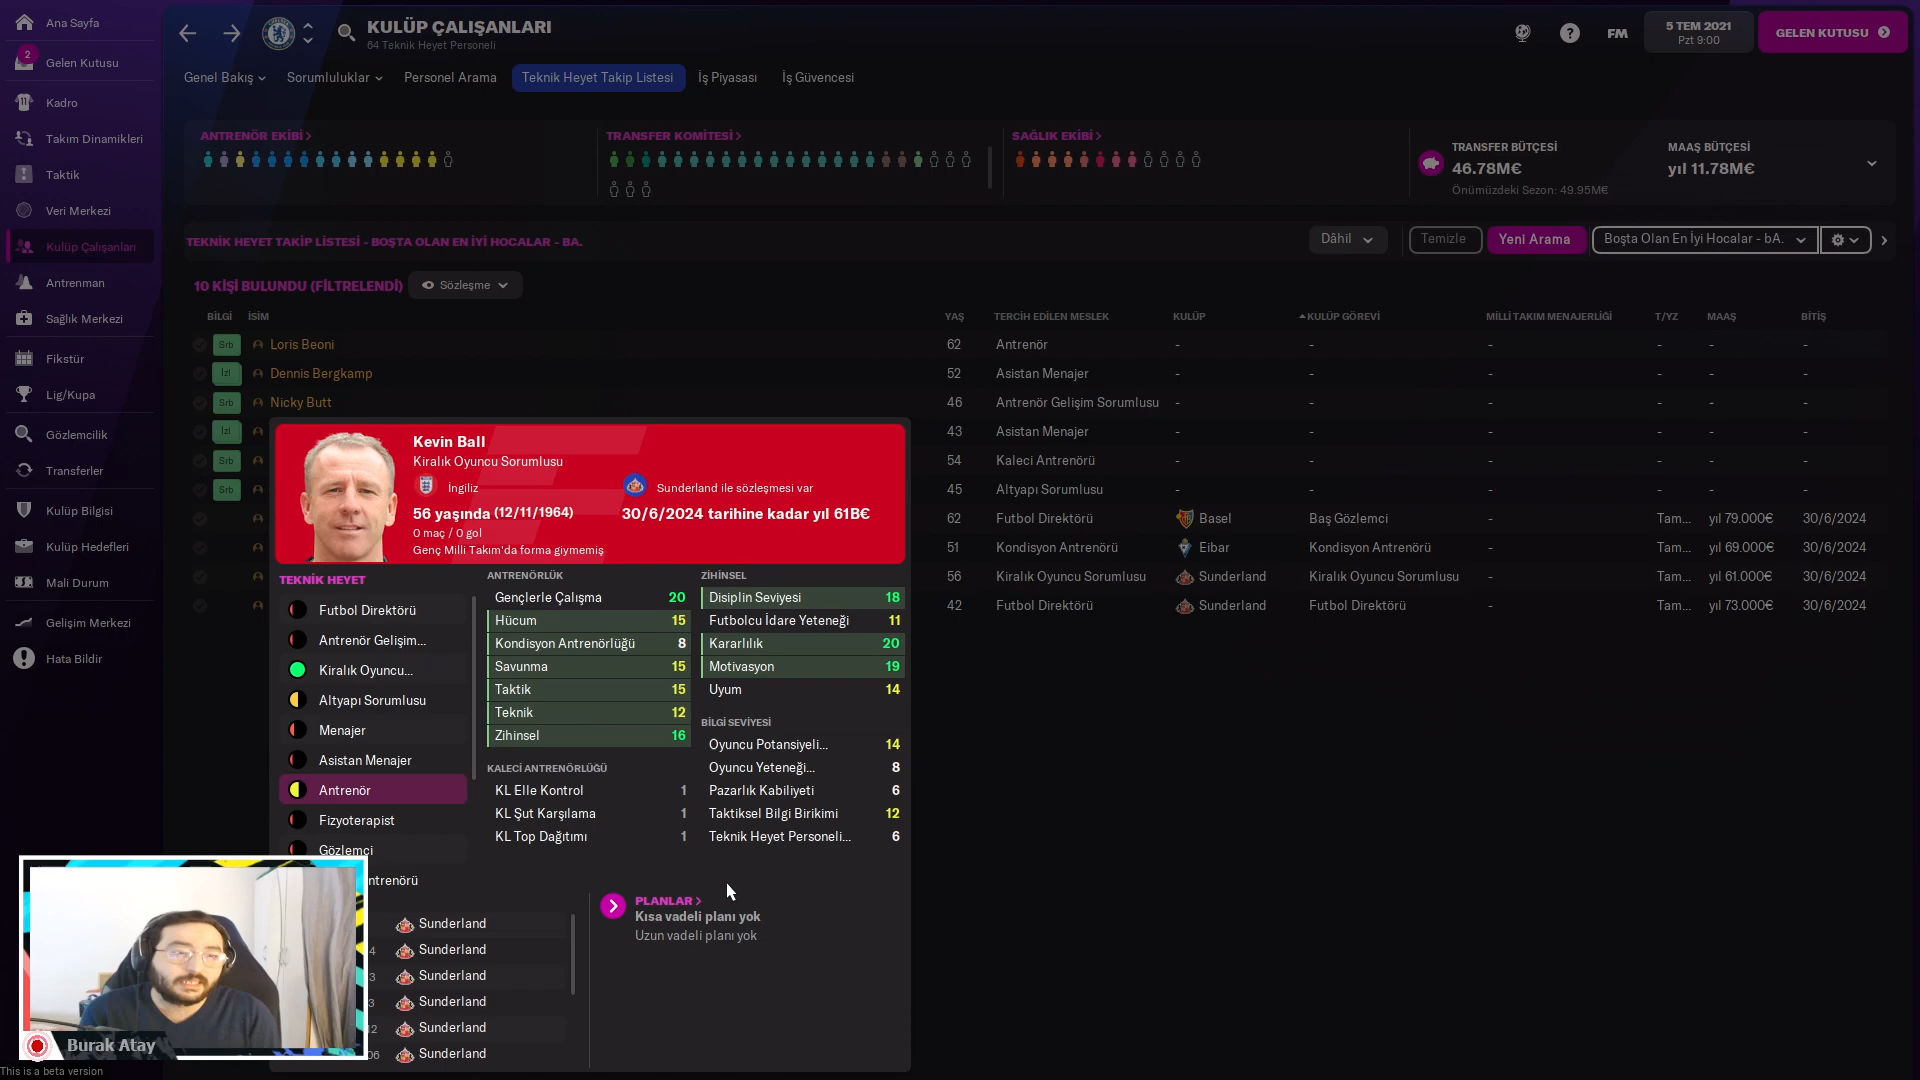 Ana Sayfa
2
Gelen Kutusu
Kadro
Takım Dinamikleri
Taktik
Veri Merkezi
Kulüp Çalışanları
Antrenman
Sağlık Merkezi
Fikstür
Lig/Kupa
Gözlemcilik
Transferler
Kulüp Bilgisi
Kulüp Hedefleri
Mali Durum
Gelişim Merkezi
Hata Bildir
KULÜP ÇALIŞANLARI
64 Teknik Heyet Personeli
? FM
5 TEM 2021
Pzt 9:00
GELEN KUTUSU
Genel Bakış Sorumluluklar Personel Arama Teknik Heyet Takip Listesi İş Piyasası İş Güvencesi
ANTRENÖR EKİBİ >
TRANSFER KOMİTESİ >
SAĞLIK EKİBİ >
TRANSFER BÜTÇESİ
46.78M€
Önümüzdeki Sezon: 49.95M€
MAAŞ BÜTÇESİ
yıl 11.78M€
TEKNİK HEYET TAKİP LİSTESİ - BOŞTA OLAN EN İYİ HOCALAR - BA.
Dâhil Temizle Yeni Arama Boşta Olan En İyi Hocalar - bA.
10 KİŞİ BULUNDU (FİLTRELENDİ) Sözleşme
BİLGİ İSİM YAŞ TERCİH EDİLEN MESLEK KULÜP KULÜP GÖREVİ MİLLİ TAKIM MENAJERLİĞİ T/YZ MAAŞ BİTİŞ
Srb Loris Beoni 62 Antrenör - - - - - -
İzl Dennis Bergkamp 52 Asistan Menajer - - - - - -
Srb Nicky Butt 46 Antrenör Gelişim Sorumlusu - - - - - -
İzl 43 Asistan Menajer - - - - - -
Srb 54 Kaleci Antrenörü - - - - - -
Srb 45 Altyapı Sorumlusu - - - - - -
62 Futbol Direktörü Basel Baş Gözlemci - Tam... yıl 79.000€ 30/6/2024
51 Kondisyon Antrenörü Eibar Kondisyon Antrenörü - Tam... yıl 69.000€ 30/6/2024
56 Kiralık Oyuncu Sorumlusu Sunderland Kiralık Oyuncu Sorumlusu - Tam... yıl 61.000€ 30/6/2024
42 Futbol Direktörü Sunderland Futbol Direktörü - Tam... yıl 73.000€ 30/6/2024
Kevin Ball
Kiralık Oyuncu Sorumlusu
İngiliz
Sunderland ile sözleşmesi var
56 yaşında (12/11/1964)
30/6/2024 tarihine kadar yıl 61B€
0 maç / 0 gol
Genç Milli Takım'da forma giymemiş
TEKNİK HEYET
Futbol Direktörü
Antrenör Gelişim...
Kiralık Oyuncu...
Altyapı Sorumlusu
Menajer
Asistan Menajer
Antrenör
Fizyoterapist
Gözlemci
ntrenörü
ANTRENÖRLÜK
Gençlerle Çalışma 20
Hücum 15
Kondisyon Antrenörlüğü 8
Savunma 15
Taktik 15
Teknik 12
Zihinsel 16
KALECİ ANTRENÖRLÜĞÜ
KL Elle Kontrol 1
KL Şut Karşılama 1
KL Top Dağıtımı 1
ZİHİNSEL
Disiplin Seviyesi 18
Futbolcu İdare Yeteneği 11
Kararlılık 20
Motivasyon 19
Uyum 14
BİLGİ SEVİYESİ
Oyuncu Potansiyeli... 14
Oyuncu Yeteneği... 8
Pazarlık Kabiliyeti 6
Taktiksel Bilgi Birikimi 12
Teknik Heyet Personeli... 6
Sunderland
4 Sunderland
3 Sunderland
3 Sunderland
12 Sunderland
06 Sunderland
PLANLAR >
Kısa vadeli planı yok
Uzun vadeli planı yok
Burak Atay
This is a beta version